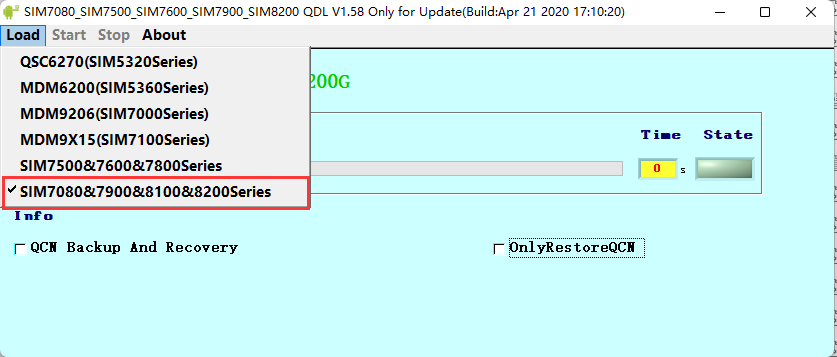 SIM7080_SIM7500_SIM7600_SIM7900_SIM8200 QDL V1.58 Only for Update(Build:Apr 21 2020 17:10:20)
Load Start Stop About
QSC6270(SIM5320Series)
MDM6200(SIM5360Series)
200G
MDM9206(SIM7000Series)
MDM9X15(SIM7100Series)
Time State
SIM7500&7600&7800Series
0 s
SIM7080&7900&8100&8200Series
Info
QCN Backup And Recovery OnlyRestoreQCN